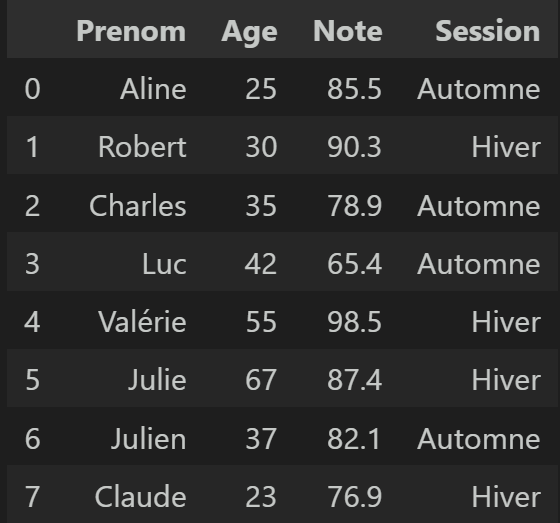 Prenom Age Note Session
0 Aline 25 85.5 Automne
1 Robert 30 90.3 Hiver
2 Charles 35 78.9 Automne
3 Luc 42 65.4 Automne
4 Valérie 55 98.5 Hiver
5 Julie 67 87.4 Hiver
6 Julien 37 82.1 Automne
7 Claude 23 76.9 Hiver